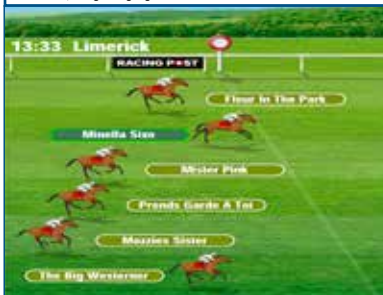 13:33 Limerick
RACING POST
Flour In The Park
Minella Sixo
Mister Pink
Prends Garde A Toi
Mazzies Sister
The Big Westerner